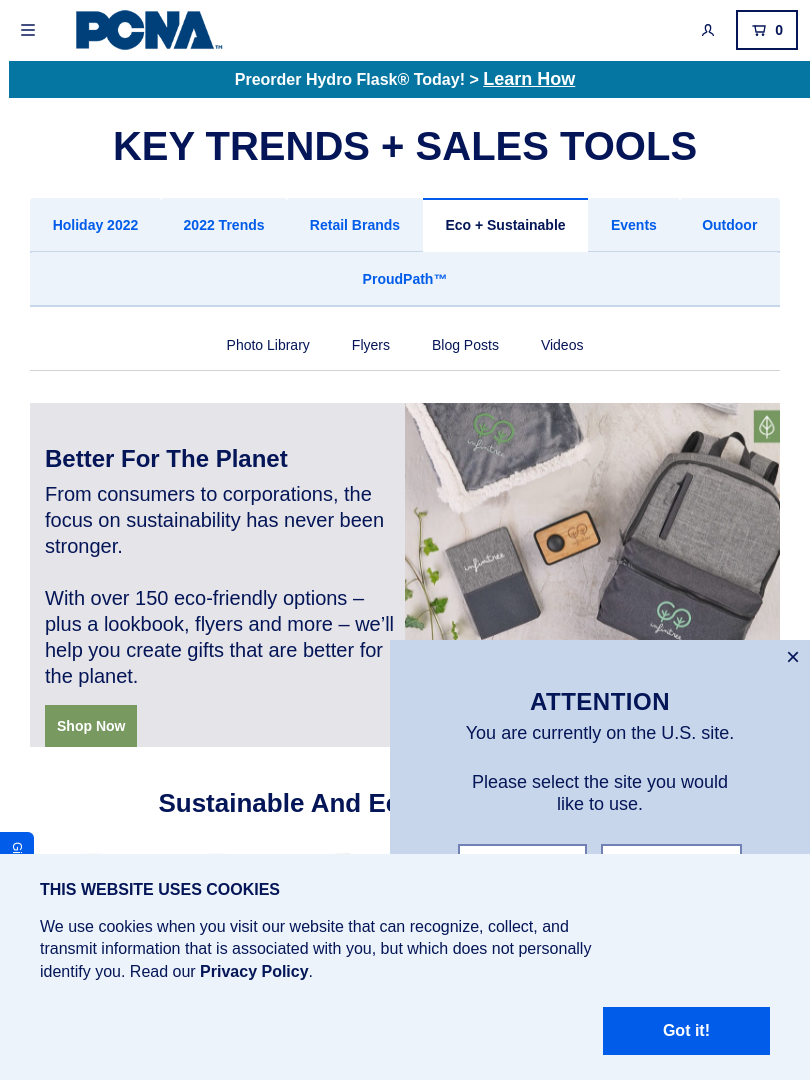 PCNA™
0
Preorder Hydro Flask® Today! > Learn How
KEY TRENDS + SALES TOOLS
Holiday 2022
2022 Trends
Retail Brands
Eco + Sustainable
Events
Outdoor
ProudPath™
Photo Library
Flyers
Blog Posts
Videos
Better For The Planet
From consumers to corporations, the
focus on sustainability has never been
stronger.
With over 150 eco-friendly options –
plus a lookbook, flyers and more – we’ll
help you create gifts that are better for
the planet.
Shop Now
infinitree
infinitree
infinitree
×
ATTENTION
You are currently on the U.S. site.
Please select the site you would
like to use.
Sustainable And
THIS WEBSITE USES COOKIES
We use cookies when you visit our website that can recognize, collect, and
transmit information that is associated with you, but which does not personally
identify you. Read our Privacy Policy.
Got it!